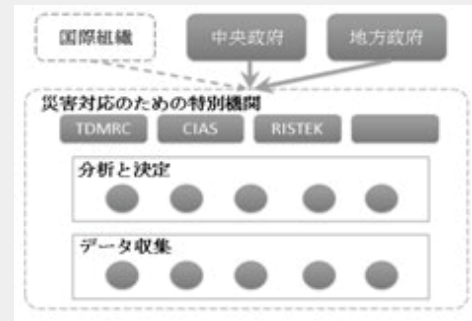 国際組織
中央政府
地方政府
災害対応のための特別機関
TDMRC
CIAS
RISTEK
分析と決定
データ収集